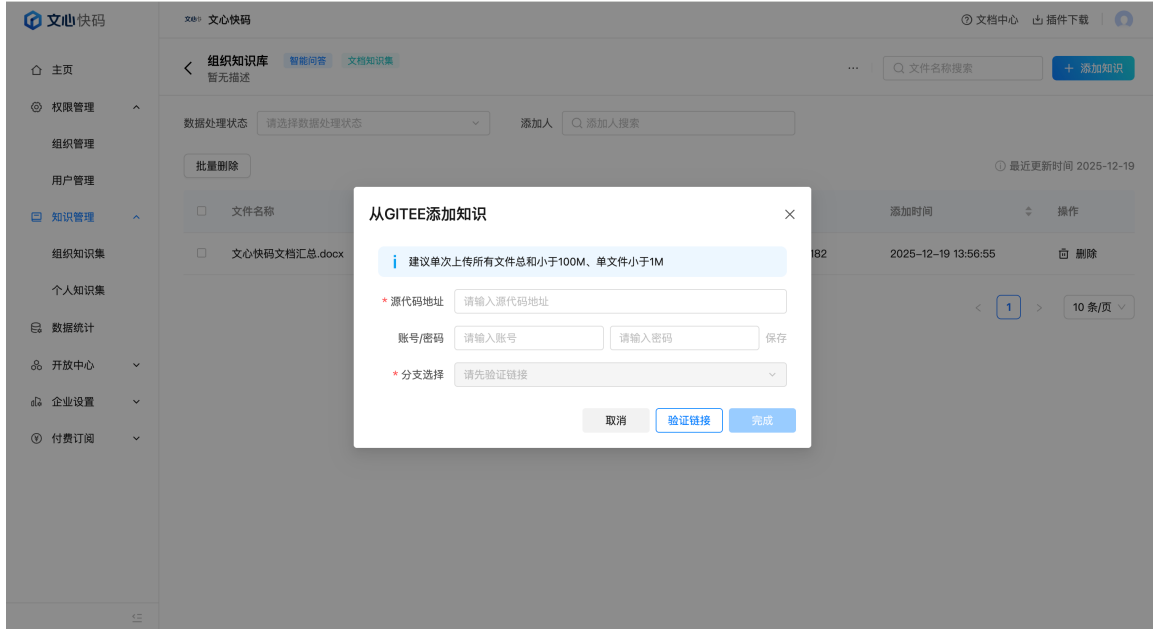 文心快码
文心快码
文档中心 插件下载
主页
权限管理
组织管理
用户管理
知识管理
组织知识集
个人知识集
数据统计
开放中心
企业设置
付费订阅
组织知识库 智能问答 文档知识集
暂无描述
... 文件名称搜索 + 添加知识
数据处理状态 请选择数据处理状态 添加人 添加人搜索
批量删除 最近更新时间 2025-12-19
文件名称 添加时间 操作
文心快码文档汇总.docx 182 2025-12-19 13:56:55 删除
< 1 > 10 条/页
从GITEE添加知识
建议单次上传所有文件总和小于100M、单文件小于1M
* 源代码地址 请输入源代码地址
账号/密码 请输入账号 请输入密码 保存
* 分支选择 请先验证链接
取消 验证链接 完成